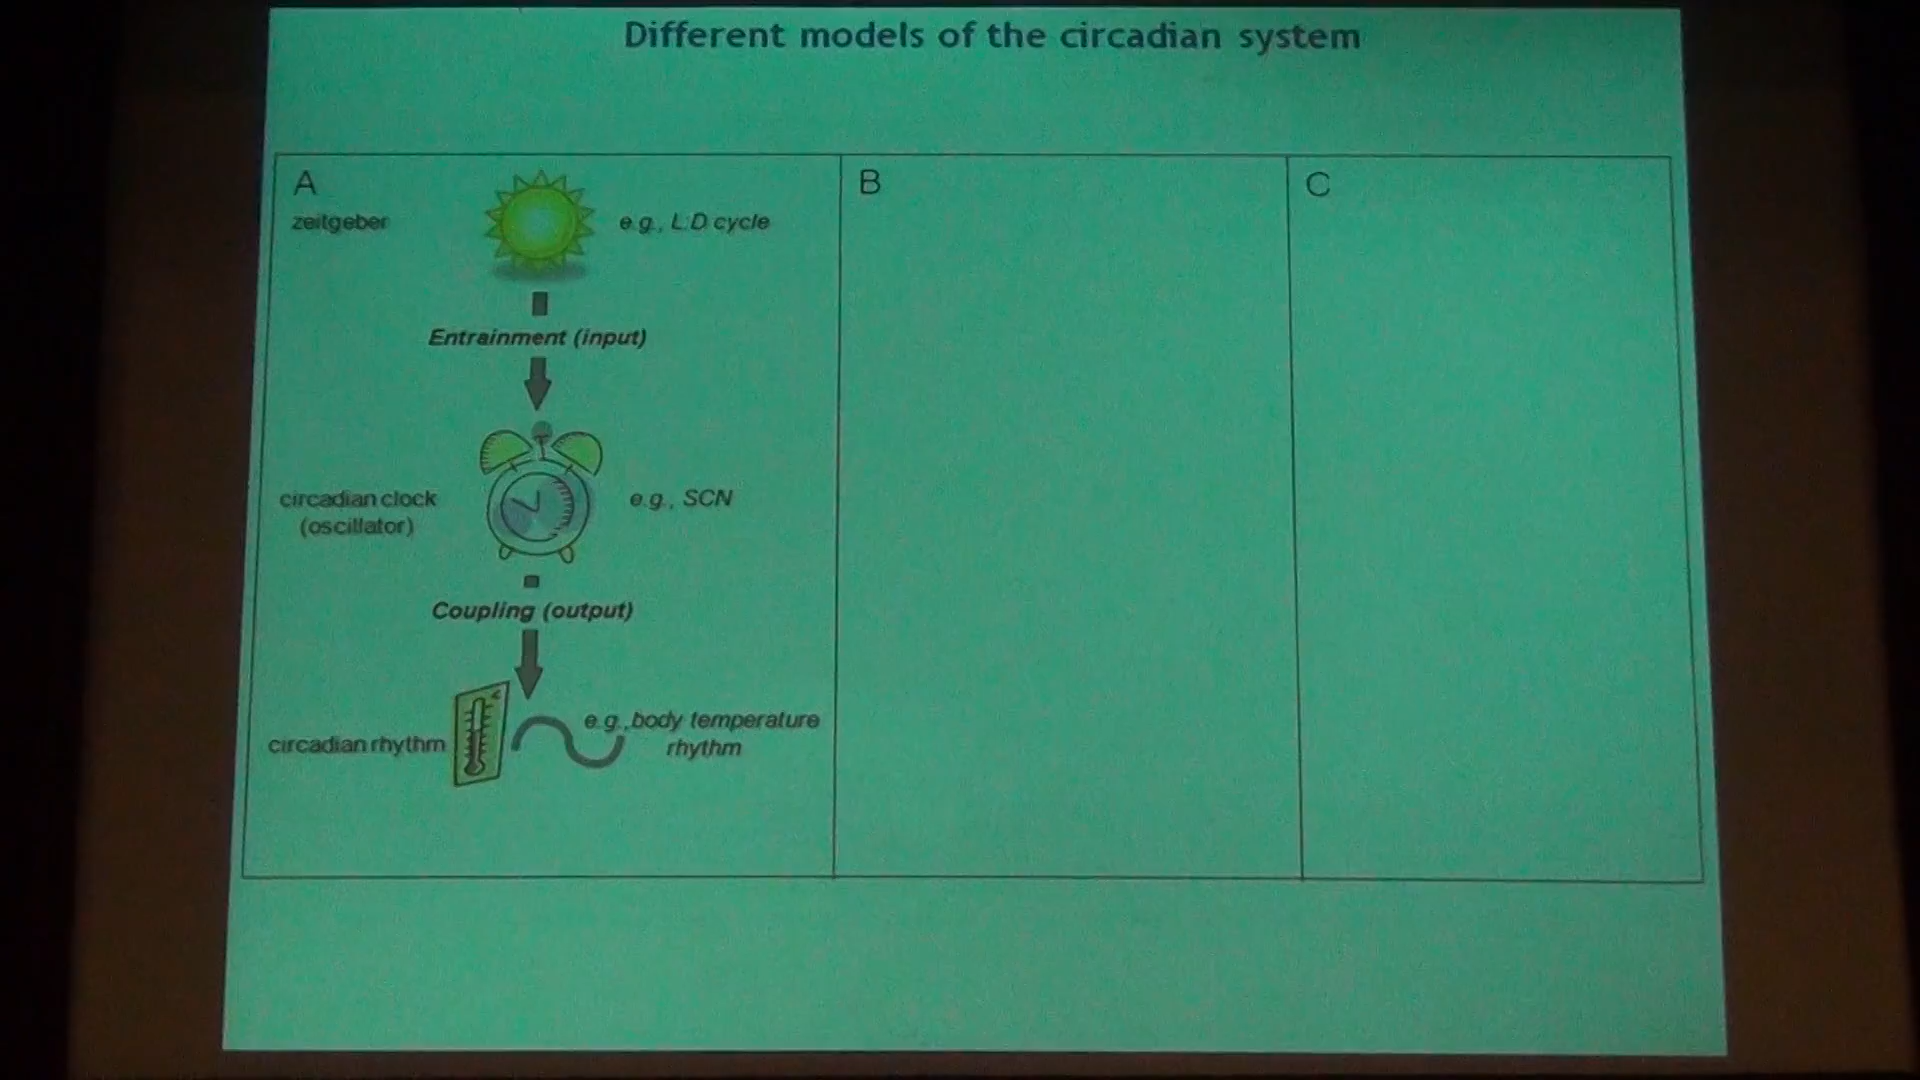 Different models of the circadian system
A
zeitgeber
e.g., L:D cycle
Entrainment (input)
circadian clock
(oscillator)
e.g., SCN
Coupling (output)
circadian rhythm
e.g.,body temperature
rhythm
B
C